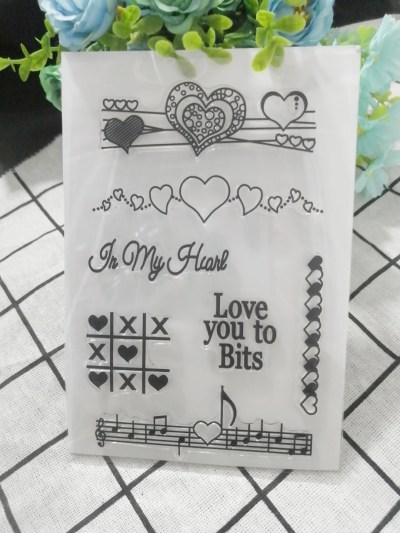 In My Heart
Love
you to
Bits
X X
X
X